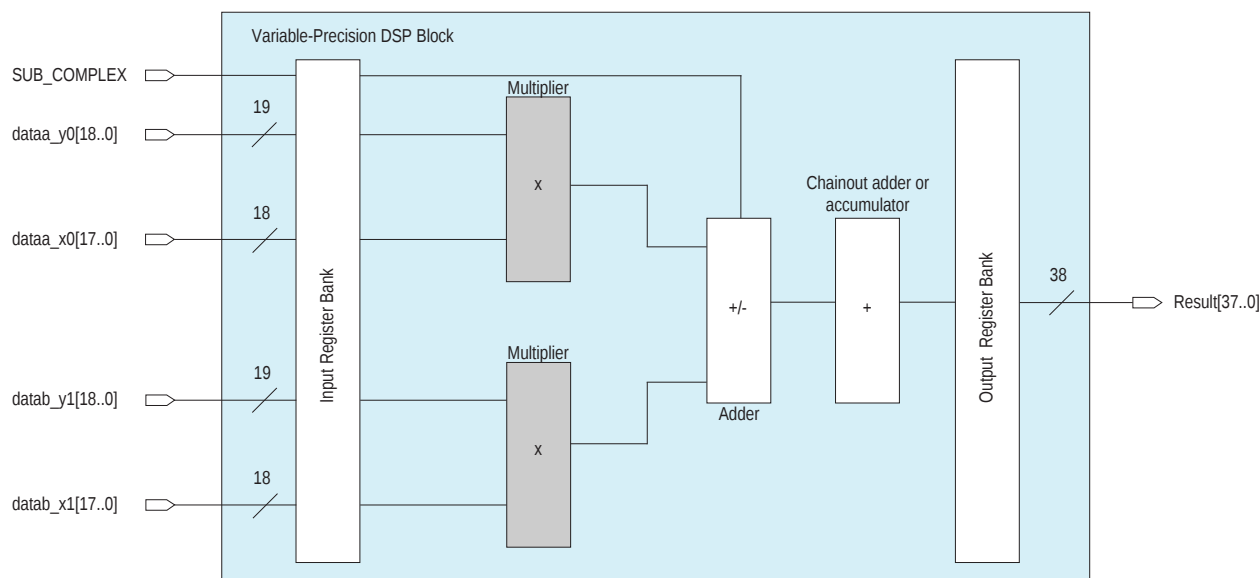 Variable-Precision DSP Block
SUB_COMPLEX
Multiplier
19
dataa_y0[18..0]
x
Chainout adder or
accumulator
18
dataa_x0[17..0]
Input Register Bank
+/-
+
Output Register Bank
38
Result[37..0]
Multiplier
19
datab_y1[18..0]
Adder
x
18
datab_x1[17..0]